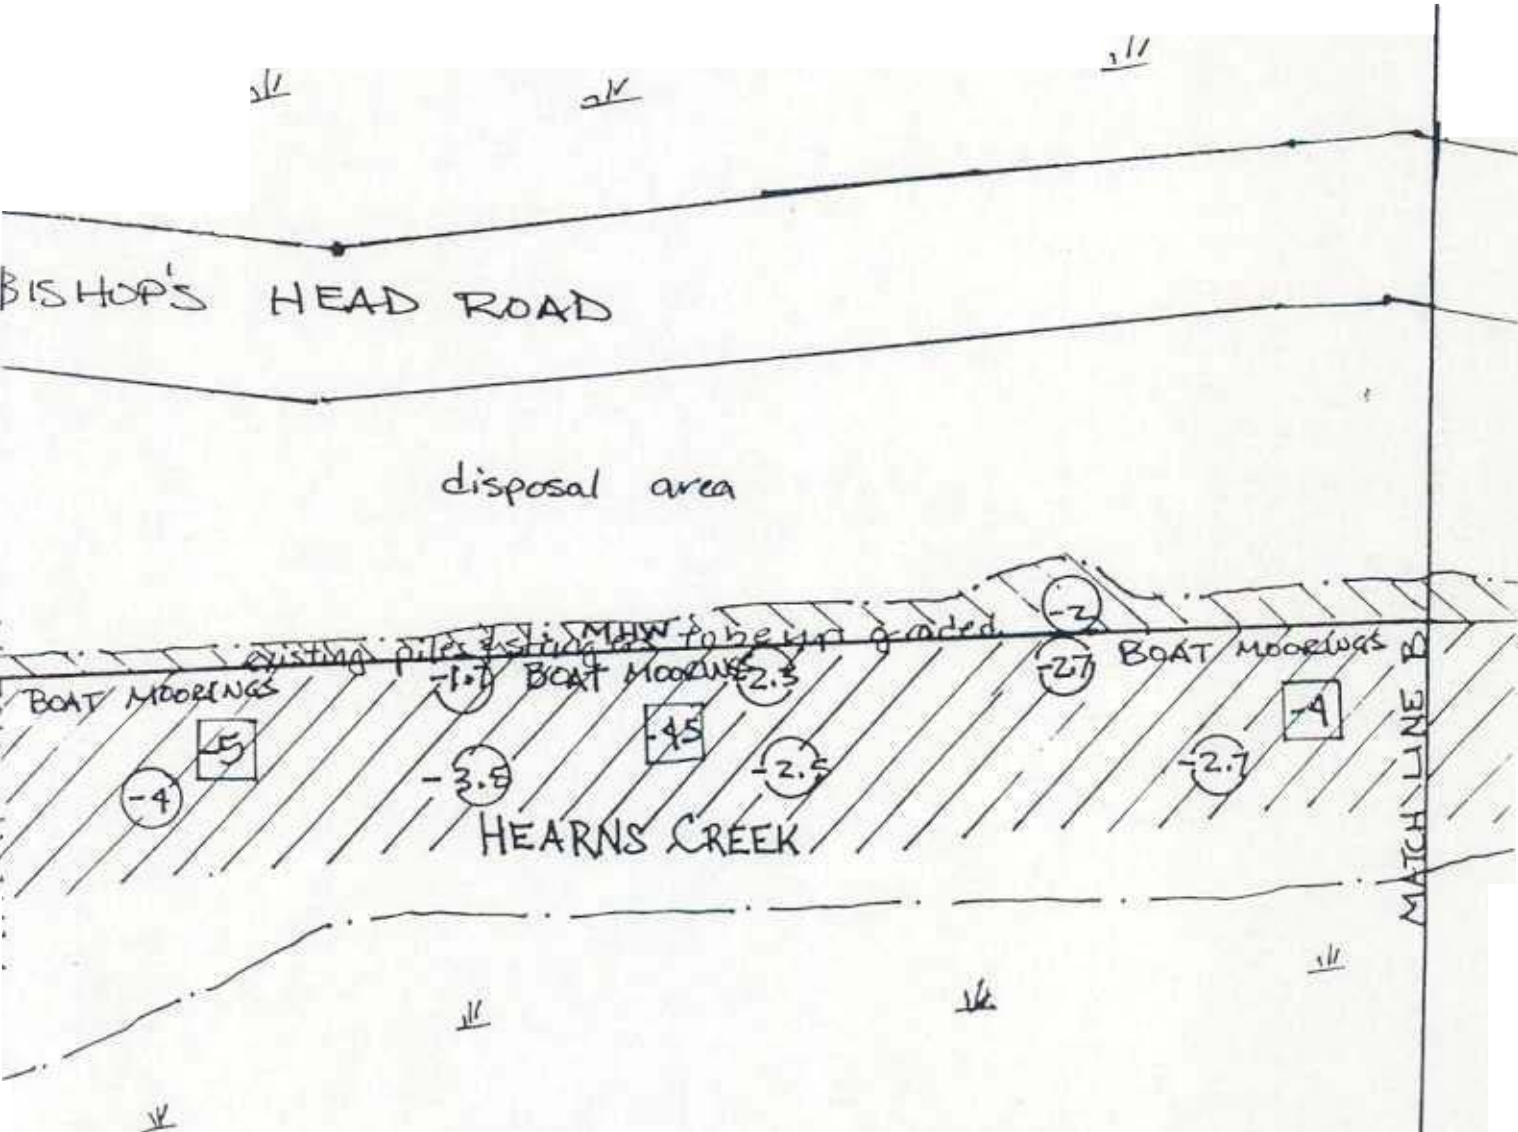 BISHOP'S HEAD ROAD
disposal area
-2
existing piles & stringers to be up graded
MHW
BOAT MOORINGS
BOAT MOORINGS
BOAT MOORINGS
-1.7
-2.3
-2.7
-5
-4.5
-4
-4
-3.8
-2.5
-2.7
HEARNS CREEK
MATCH LINE B